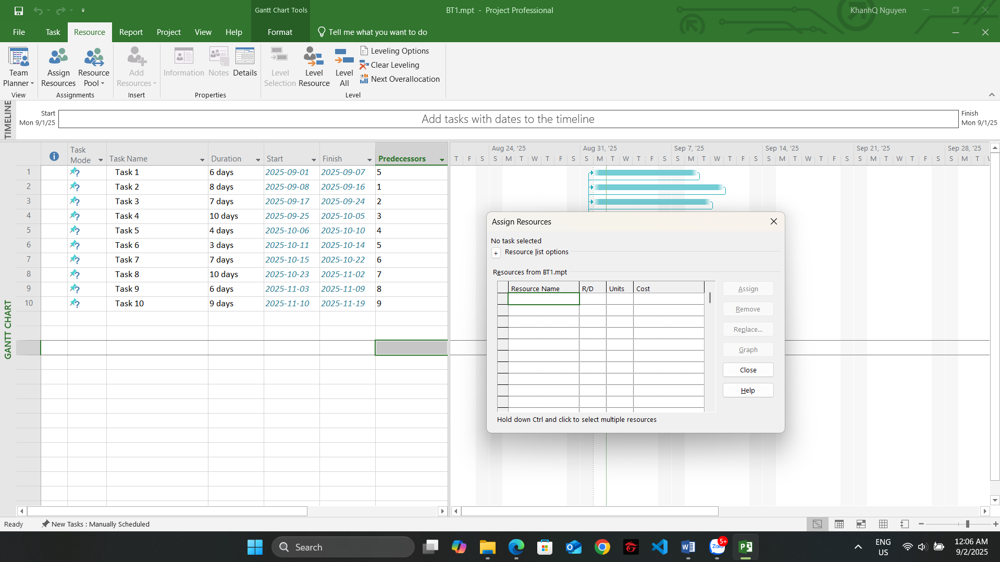 Gantt Chart Tools
BT1.mpt - Project Professional
KhanhQ Nguyen
File Task Resource Report Project View Help Format Tell me what you want to do
Team Planner
Assign Resources
Resource Pool
Add Resources
Information
Notes
Details
Level Selection
Level Resource
Level All
Leveling Options
Clear Leveling
Next Overallocation
View Assignments Insert Properties Level
TIMELINE
Start
Mon 9/1/25
Add tasks with dates to the timeline
Finish
Mon 9/1/25
GANTT CHART
Task Mode Task Name Duration Start Finish Predecessors
1 Task 1 6 days 2025-09-01 2025-09-07 5
2 Task 2 8 days 2025-09-08 2025-09-16 1
3 Task 3 7 days 2025-09-17 2025-09-24 2
4 Task 4 10 days 2025-09-25 2025-10-05 3
5 Task 5 4 days 2025-10-06 2025-10-10 4
6 Task 6 3 days 2025-10-11 2025-10-14 5
7 Task 7 7 days 2025-10-15 2025-10-22 6
8 Task 8 10 days 2025-10-23 2025-11-02 7
9 Task 9 6 days 2025-11-03 2025-11-09 8
10 Task 10 9 days 2025-11-10 2025-11-19 9
Aug 24, '25 Aug 31, '25 Sep 7, '25 Sep 14, '25 Sep 21, '25 Sep 28, '25
T F S S M T W T F S S M T W T F S S M T W T F S S M T W T F S S M T W T F S S M T
Assign Resources
No task selected
Resource list options
Resources from BT1.mpt
Resource Name R/D Units Cost
Assign
Remove
Replace...
Graph
Close
Help
Hold down Ctrl and click to select multiple resources
Ready New Tasks : Manually Scheduled
Search
Zalo
5+
ENG
US
12:06 AM
9/2/2025